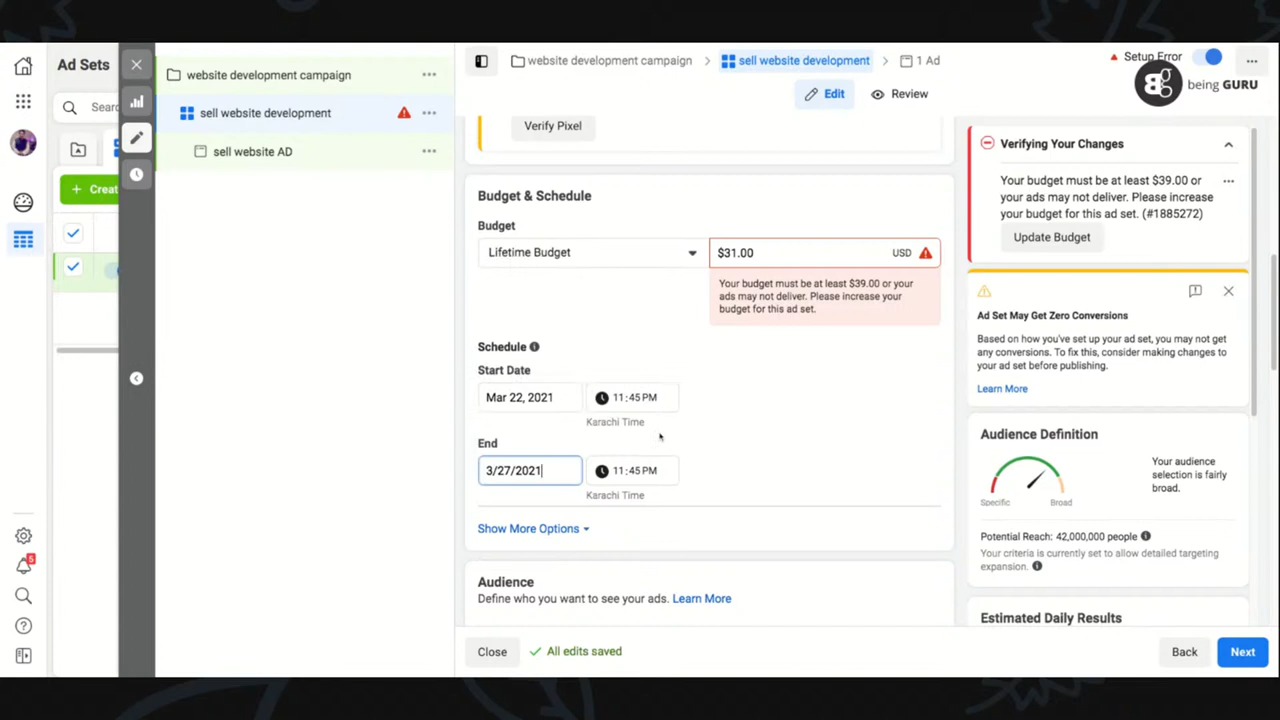 Ad Sets
Sear
Creat
website development campaign
sell website development
sell website AD
website development campaign
sell website development
1 Ad
Setup Error
being GURU
Edit
Review
Verify Pixel
Budget & Schedule
Budget
Lifetime Budget
$31.00
USD
Your budget must be at least $39.00 or your
ads may not deliver. Please increase your
budget for this ad set.
Schedule
Start Date
Mar 22, 2021
11:45PM
Karachi Time
End
3/27/2021
11:45PM
Karachi Time
Show More Options
Audience
Define who you want to see your ads. Learn More
Close
All edits saved
Back
Next
Verifying Your Changes
Your budget must be at least $39.00 or
your ads may not deliver. Please increase
your budget for this ad set. (#1885272)
Update Budget
Ad Set May Get Zero Conversions
Based on how you've set up your ad set, you may not get
any conversions. To fix this, consider making changes to
your ad set before publishing.
Learn More
Audience Definition
Your audience
selection is fairly
broad.
Specific
Broad
Potential Reach: 42,000,000 people
Your criteria is currently set to allow detailed targeting
expansion.
Estimated Daily Results
5